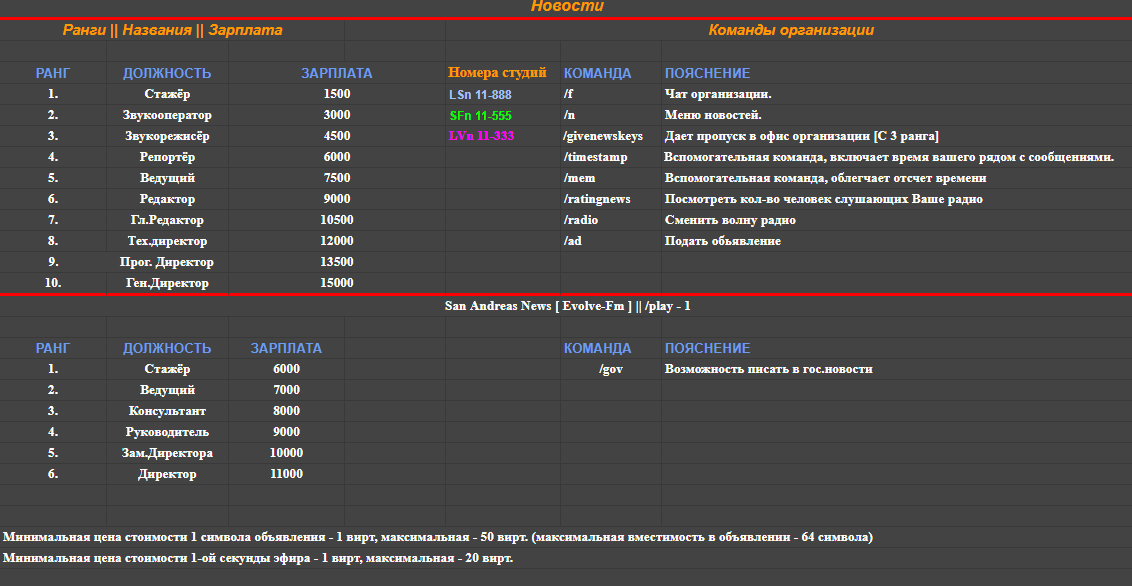 Новости
Ранги || Названия || Зарплата Команды организации
РАНГ ДОЛЖНОСТЬ ЗАРПЛАТА Номера студий КОМАНДА ПОЯСНЕНИЕ
1. Стажёр 1500 LSn 11-888 /f Чат организации.
2. Звукооператор 3000 SFn 11-555 /n Меню новостей.
3. Звукорежисёр 4500 LVn 11-333 /givenewskeys Дает пропуск в офис организации [С 3 ранга]
4. Репортёр 6000 /timestamp Вспомогательная команда, включает время вашего рядом с сообщениями.
5. Ведущий 7500 /mem Вспомогательная команда, облегчает отсчет времени
6. Редактор 9000 /ratingnews Посмотреть кол-во человек слушающих Ваше радио
7. Гл.Редактор 10500 /radio Сменить волну радио
8. Тех.директор 12000 /ad Подать обьявление
9. Прог. Директор 13500
10. Ген.Директор 15000
San Andreas News [ Evolve-Fm ] || /play - 1
РАНГ ДОЛЖНОСТЬ ЗАРПЛАТА КОМАНДА ПОЯСНЕНИЕ
1. Стажёр 6000 /gov Возможность писать в гос.новости
2. Ведущий 7000
3. Консультант 8000
4. Руководитель 9000
5. Зам.Директора 10000
6. Директор 11000
Минимальная цена стоимости 1 символа объявления - 1 вирт, максимальная - 50 вирт. (максимальная вместимость в объявлении - 64 символа)
Минимальная цена стоимости 1-ой секунды эфира - 1 вирт, максимальная - 20 вирт.